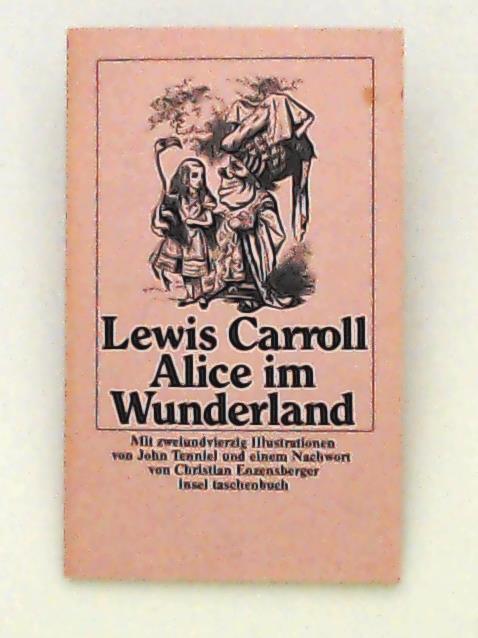 Lewis Carroll
Alice im
Wunderland
Mit zweiundvierzig Illustrationen
von John Tenniel und einem Nachwort
von Christian Enzensberger
insel taschenbuch